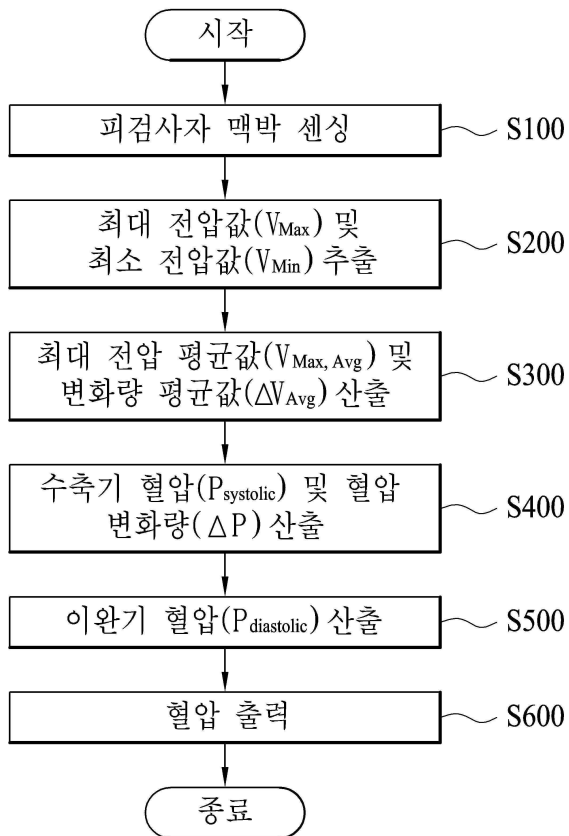 시작
피검사자 맥박 센싱
S100
최대 전압값(VMax) 및
최소 전압값(VMin) 추출
S200
최대 전압 평균값(VMax, Avg) 및
변화량 평균값(△VAvg) 산출
S300
수축기 혈압(Psystolic) 및 혈압
변화량(△P) 산출
S400
이완기 혈압(Pdiastolic) 산출
S500
혈압 출력
S600
종료